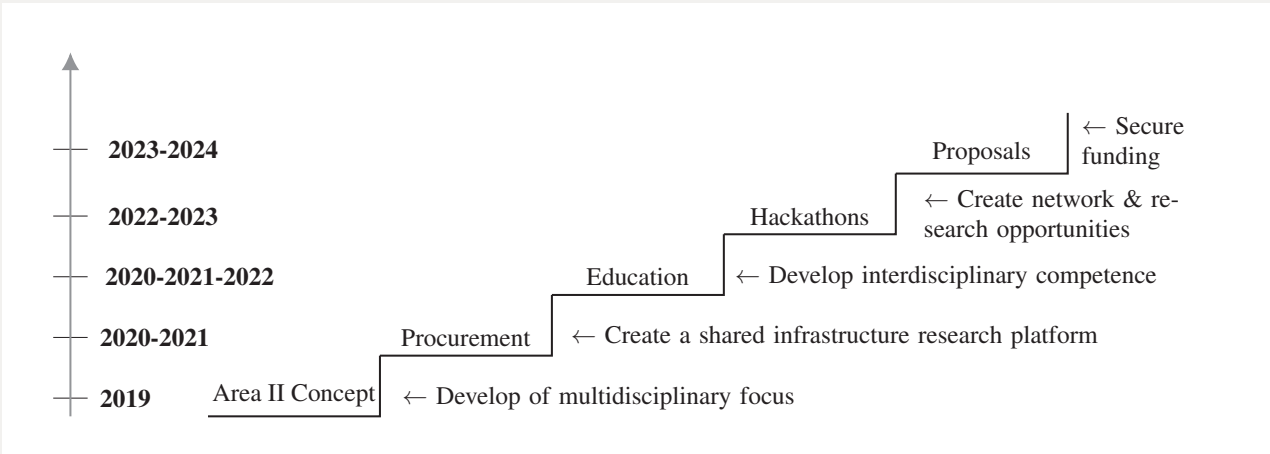 ← Secure
funding
2023-2024 Proposals
← Create network & re-
search opportunities
2022-2023 Hackathons
2020-2021-2022 Education ← Develop interdisciplinary competence
2020-2021 Procurement ← Create a shared infrastructure research platform
2019 Area II Concept ← Develop of multidisciplinary focus